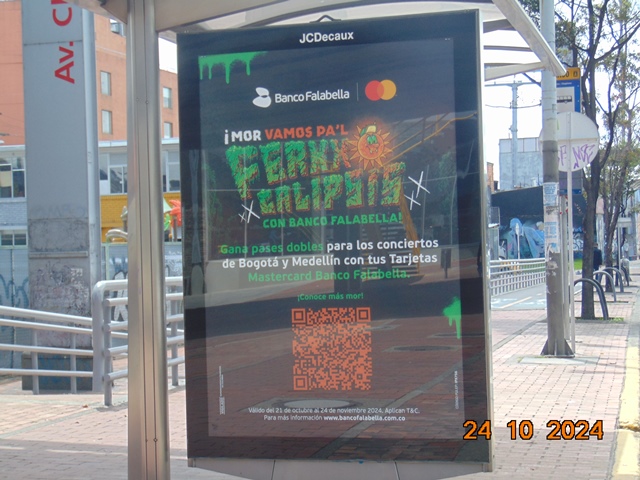 Av. C
JCDecaux
Banco Falabella
¡MOR VAMOS PA'L
FERXXO
CALIPSIS
CON BANCO FALABELLA!
Gana pases dobles para los conciertos
de Bogotá y Medellín con tus Tarjetas
Mastercard Banco Falabella.
¡Conoce más mor!
Válido del 21 de octubre al 24 de noviembre 2024. Aplican T&C.
Para más información www.bancofalabella.com.co
24 10 2024